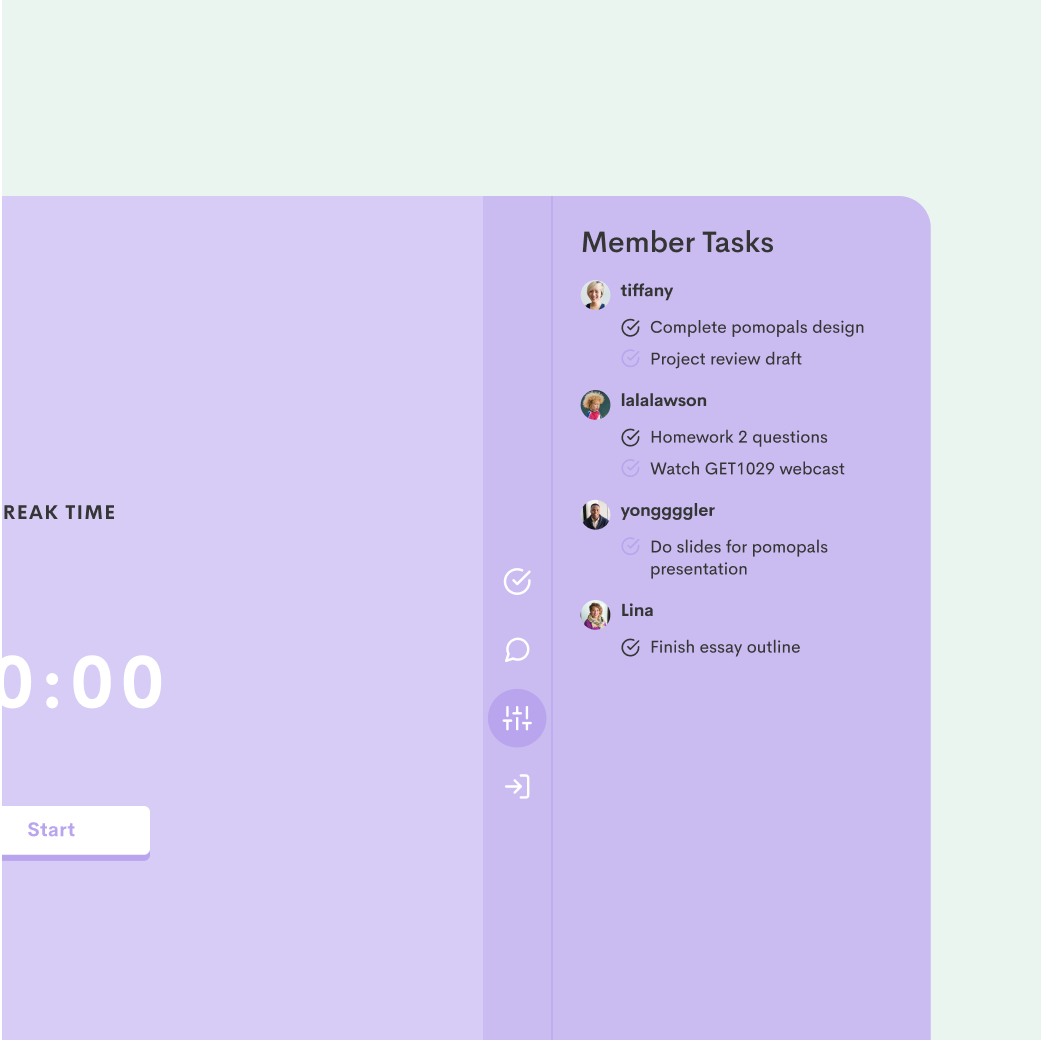 REAK TIME
0:00
Start
Member Tasks
tiffany
Complete pomopals design
Project review draft
lalalawson
Homework 2 questions
Watch GET1029 webcast
yonggggler
Do slides for pomopals
presentation
Lina
Finish essay outline